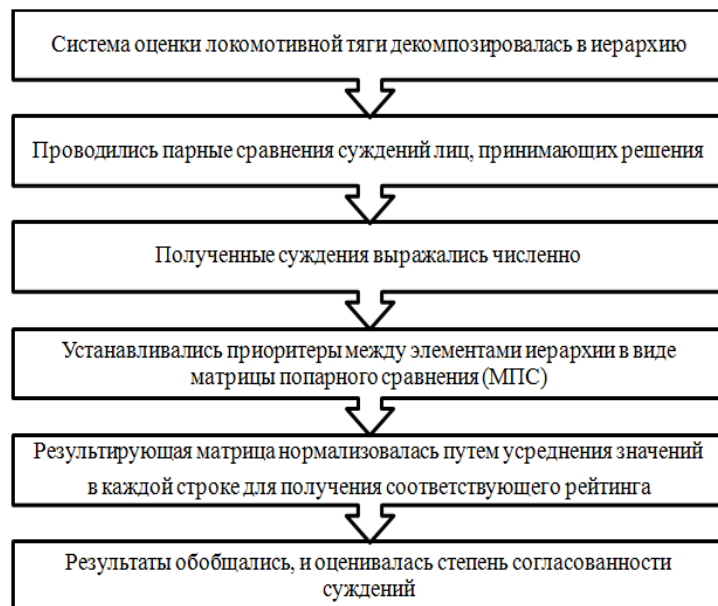 Система оценки локомотивной тяги декомпозировалась в иерархию
Проводились парные сравнения суждений лиц, принимающих решения
Полученные суждения выражались численно
Устанавливались приоритеры между элементами иерархии в виде
матрицы попарного сравнения (МПС)
Результирующая матрица нормализовалась путем усреднения значений
в каждой строке для получения соответствующего рейтинга
Результаты обобщались, и оценивалась степень согласованности
суждений